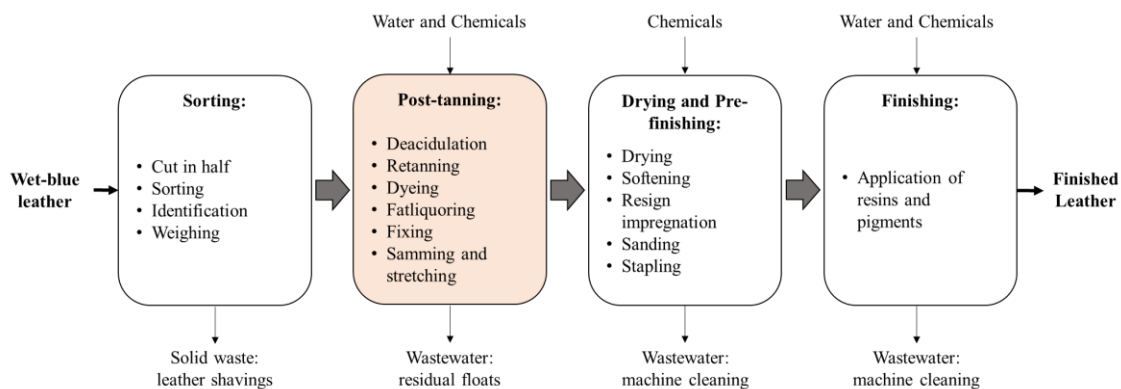 Water and Chemicals
Chemicals
Water and Chemicals
Wet-blue
leather
Sorting:
• Cut in half
• Sorting
• Identification
• Weighing
Post-tanning:
• Deacidulation
• Retanning
• Dyeing
• Fatliquoring
• Fixing
• Samming and
stretching
Drying and Pre-
finishing:
• Drying
• Softening
• Resign
impregnation
• Sanding
• Stapling
Finishing:
• Application of
resins and
pigments
Finished
Leather
Solid waste:
leather shavings
Wastewater:
residual floats
Wastewater:
machine cleaning
Wastewater:
machine cleaning